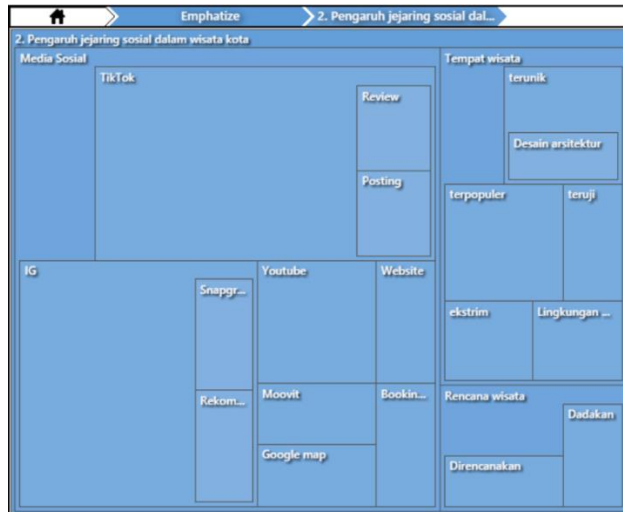 Emphatize
2. Pengaruh jejaring sosial dal...
2. Pengaruh jejaring sosial dalam wisata kota
Media Sosial
TikTok
Review
Posting
IG
Snapgr...
Rekom...
Youtube
Website
Moovit
Bookin...
Google map
Tempat wisata
terunik
Desain arsitektur
terpopuler
teruji
ekstrim
Lingkungan ...
Rencana wisata
Dadakan
Direncanakan